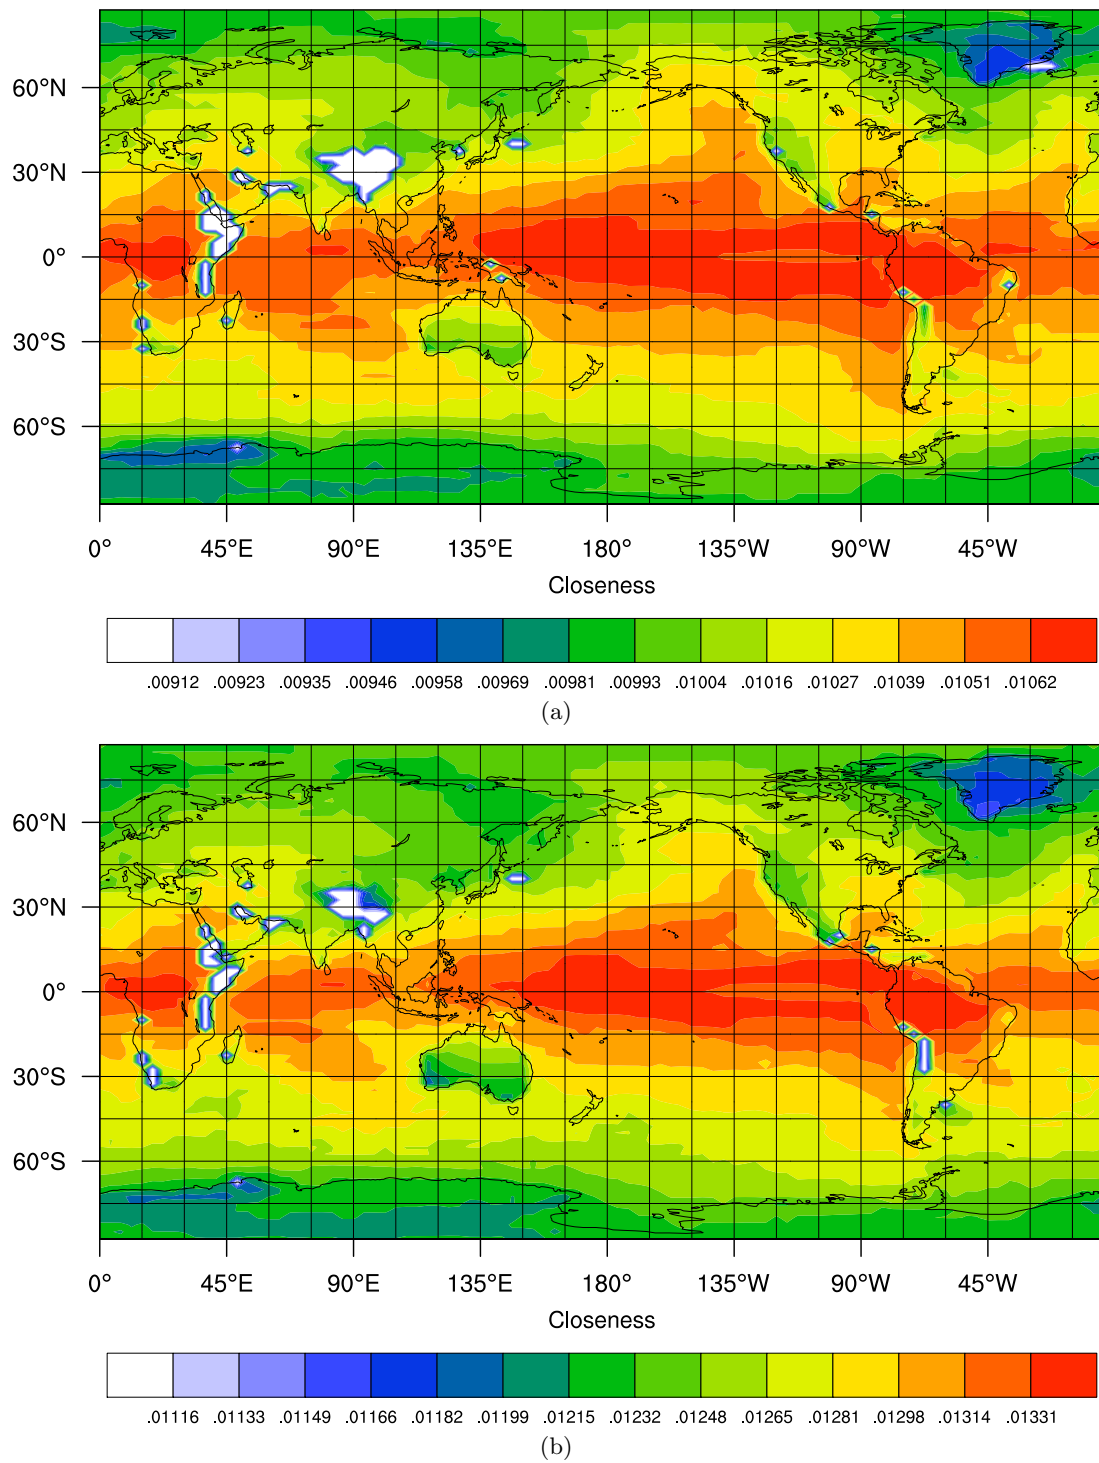 60°N
30°N
0°
30°S
60°S
0° 45°E 90°E 135°E 180° 135°W 90°W 45°W
Closeness
.00912 .00923 .00935 .00946 .00958 .00969 .00981 .00993 .01004 .01016 .01027 .01039 .01051 .01062
(a)
60°N
30°N
0°
30°S
60°S
0° 45°E 90°E 135°E 180° 135°W 90°W 45°W
Closeness
.01116 .01133 .01149 .01166 .01182 .01199 .01215 .01232 .01248 .01265 .01281 .01298 .01314 .01331
(b)